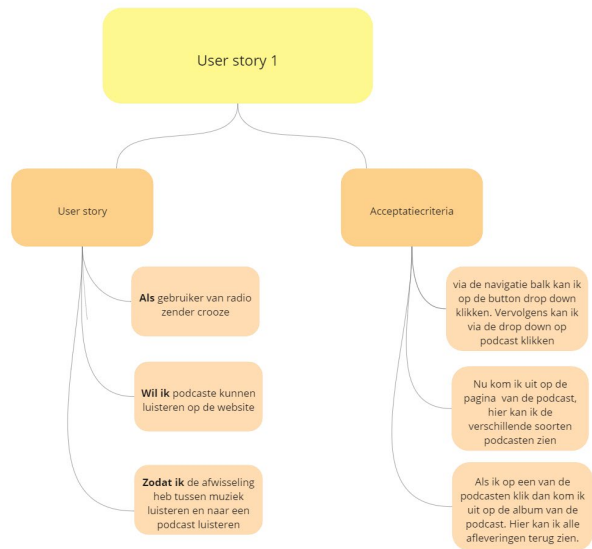 User story 1
User story
Als gebruiker van radio
zender crooze
Wil ik podcaste kunnen
luisteren op de website
Zodat ik de afwisseling
heb tussen muziek
luisteren en naar een
podcast luisteren
Acceptatiecriteria
via de navigatie balk kan ik
op de button drop down
klikken. Vervolgens kan ik
via de drop down op
podcast klikken
Nu kom ik uit op de
pagina van de podcast,
hier kan ik de
verschillende soorten
podcasten zien
Als ik op een van de
podcasten klik dan kom ik
uit op de album van de
podcast. Hier kan ik alle
afleveringen terug zien.